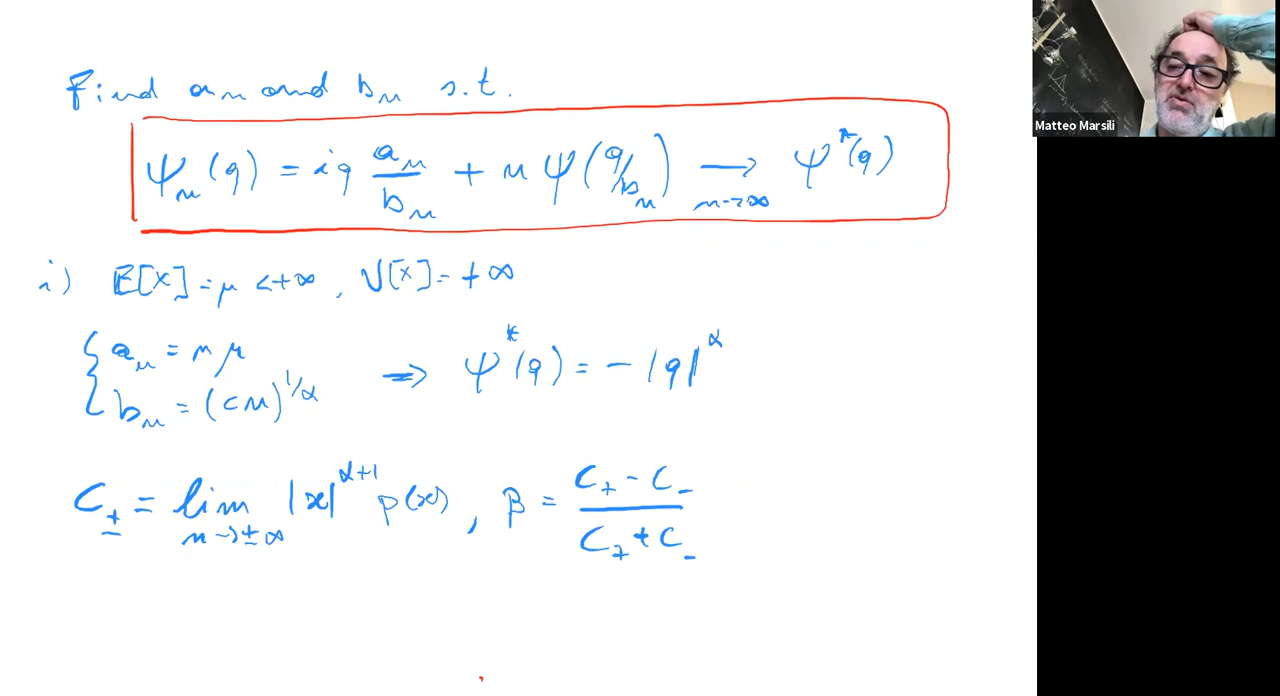 Find a_n and b_n s.t.
ψ_n(q) = iq a_n/b_n + n ψ(q/b_n) ⟶_{n→∞} ψ*(q)
i) E[X] = μ < +∞, V[X] = +∞
{ a_n = n μ
b_n = (cn)^{1/α} ⇒ ψ*(q) = −|q|^α
C_± = lim_{n→±∞} |x|^{α+1} p(x), β = (C_+ − C_-)/(C_+ + C_-)
Matteo Marsili